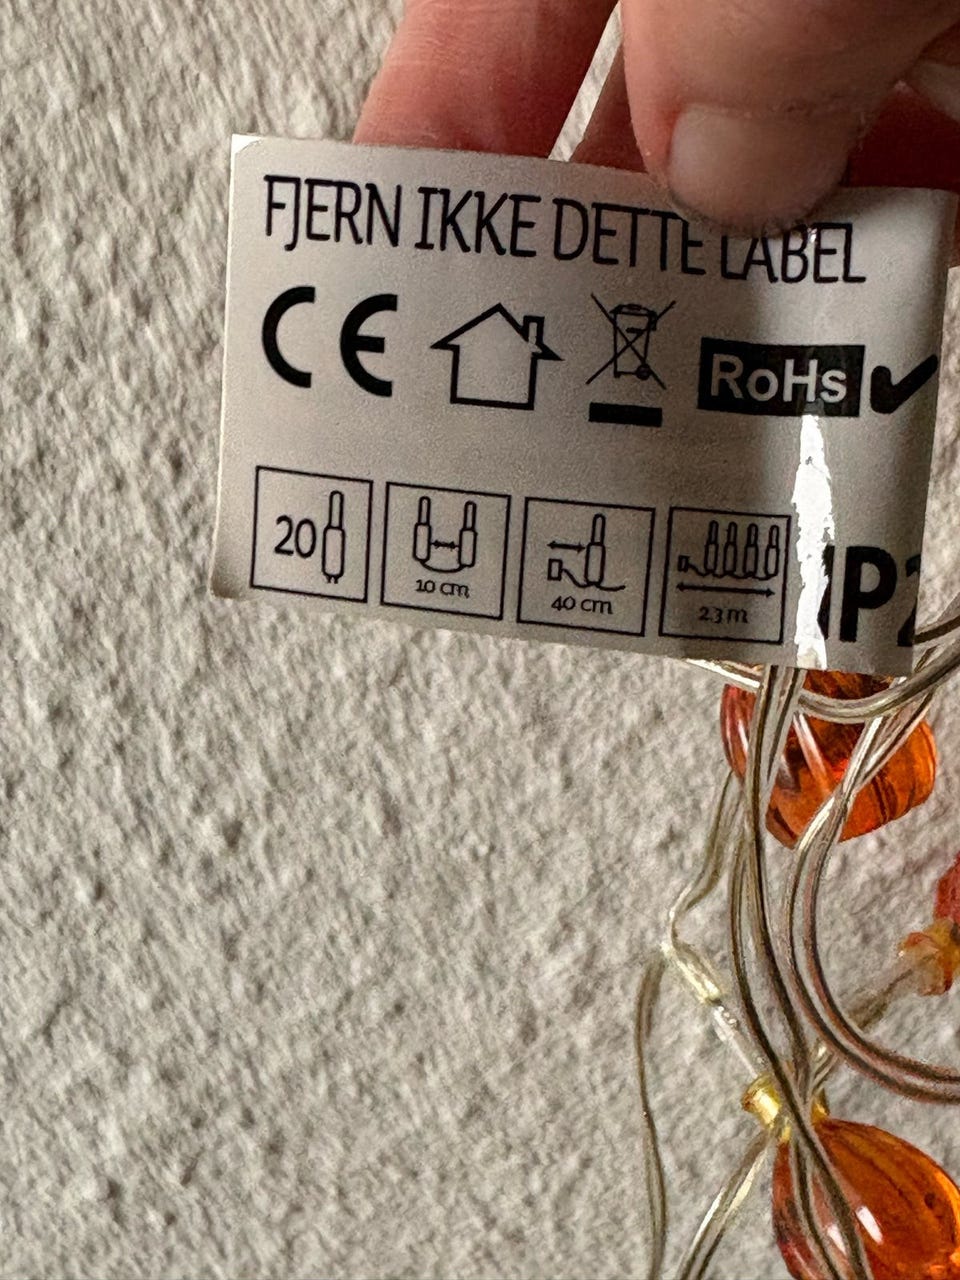 FJERN IKKE DETTE LABEL
CE RoHs
20 10 cm 40 cm 2.3 m